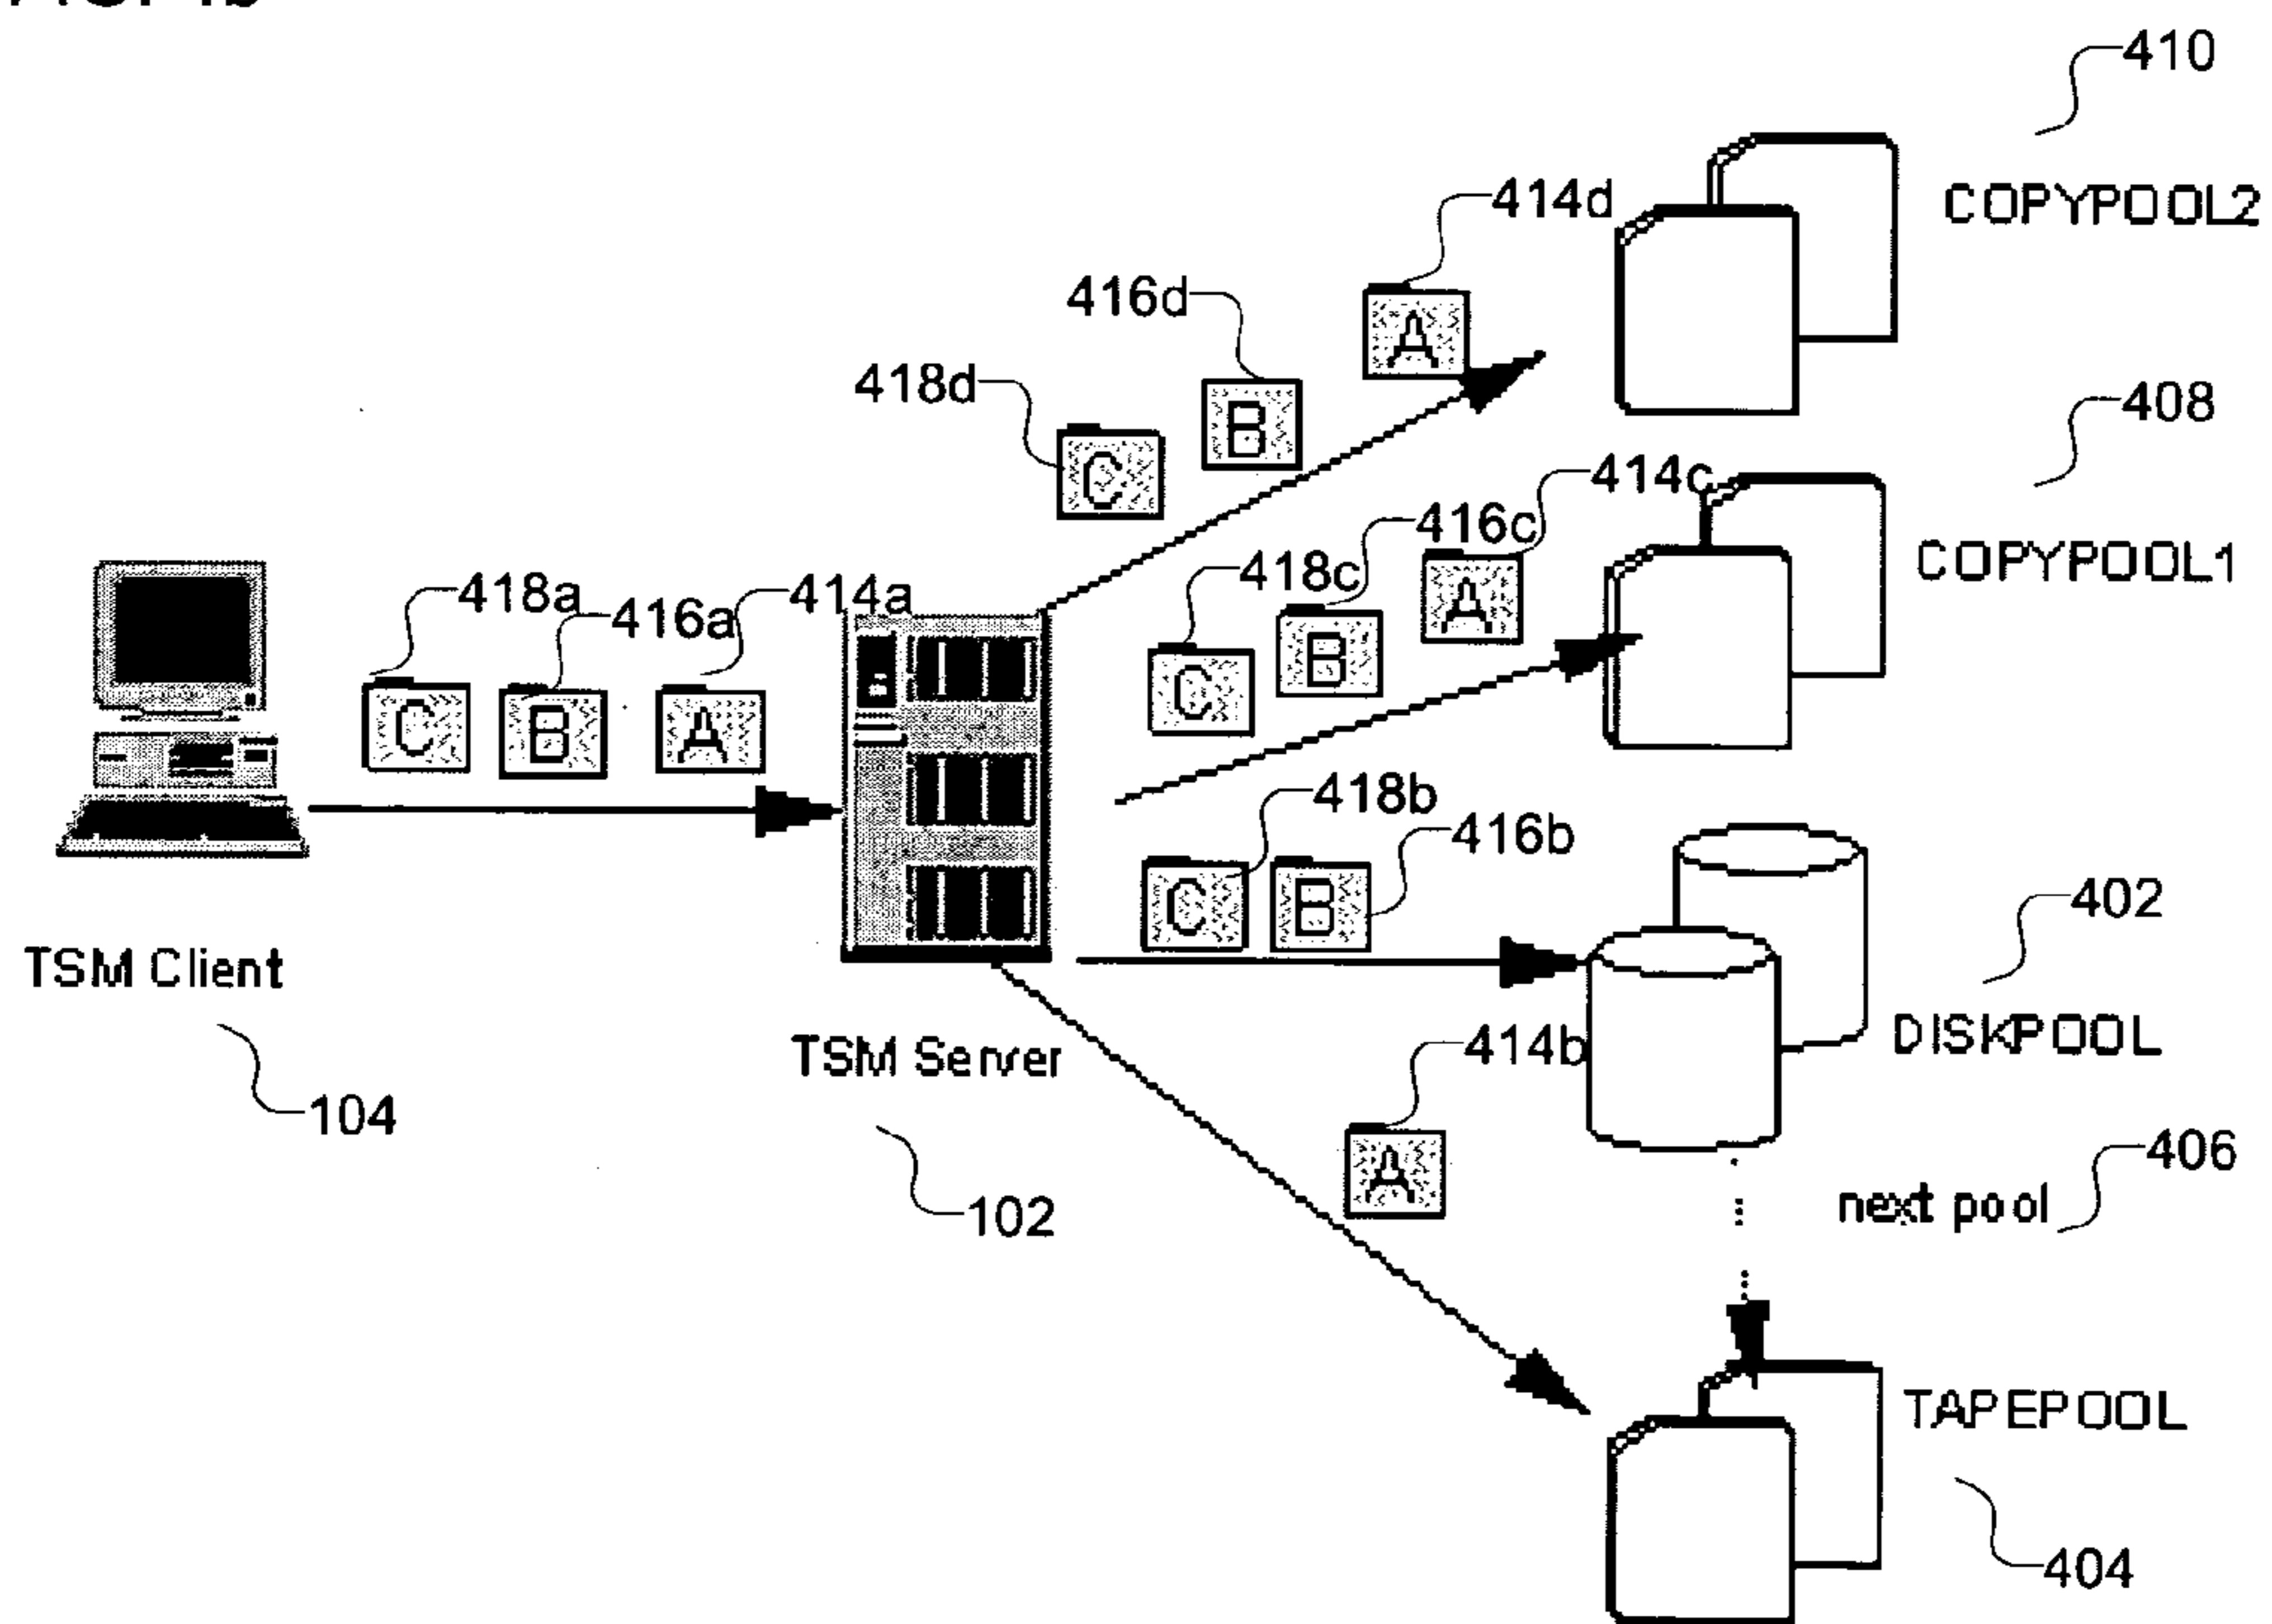 410
414d
COPYPOOL2
416d
A
418d
B
408
C
414c
416c
A
COPYPOOL1
418c
418a
416a
414a
B
C
C
B
A
418b
416b
C
B
402
TSM Client
DISKPOOL
TSM Server
414b
104
A
406
next pool
102
TAPEPOOL
404